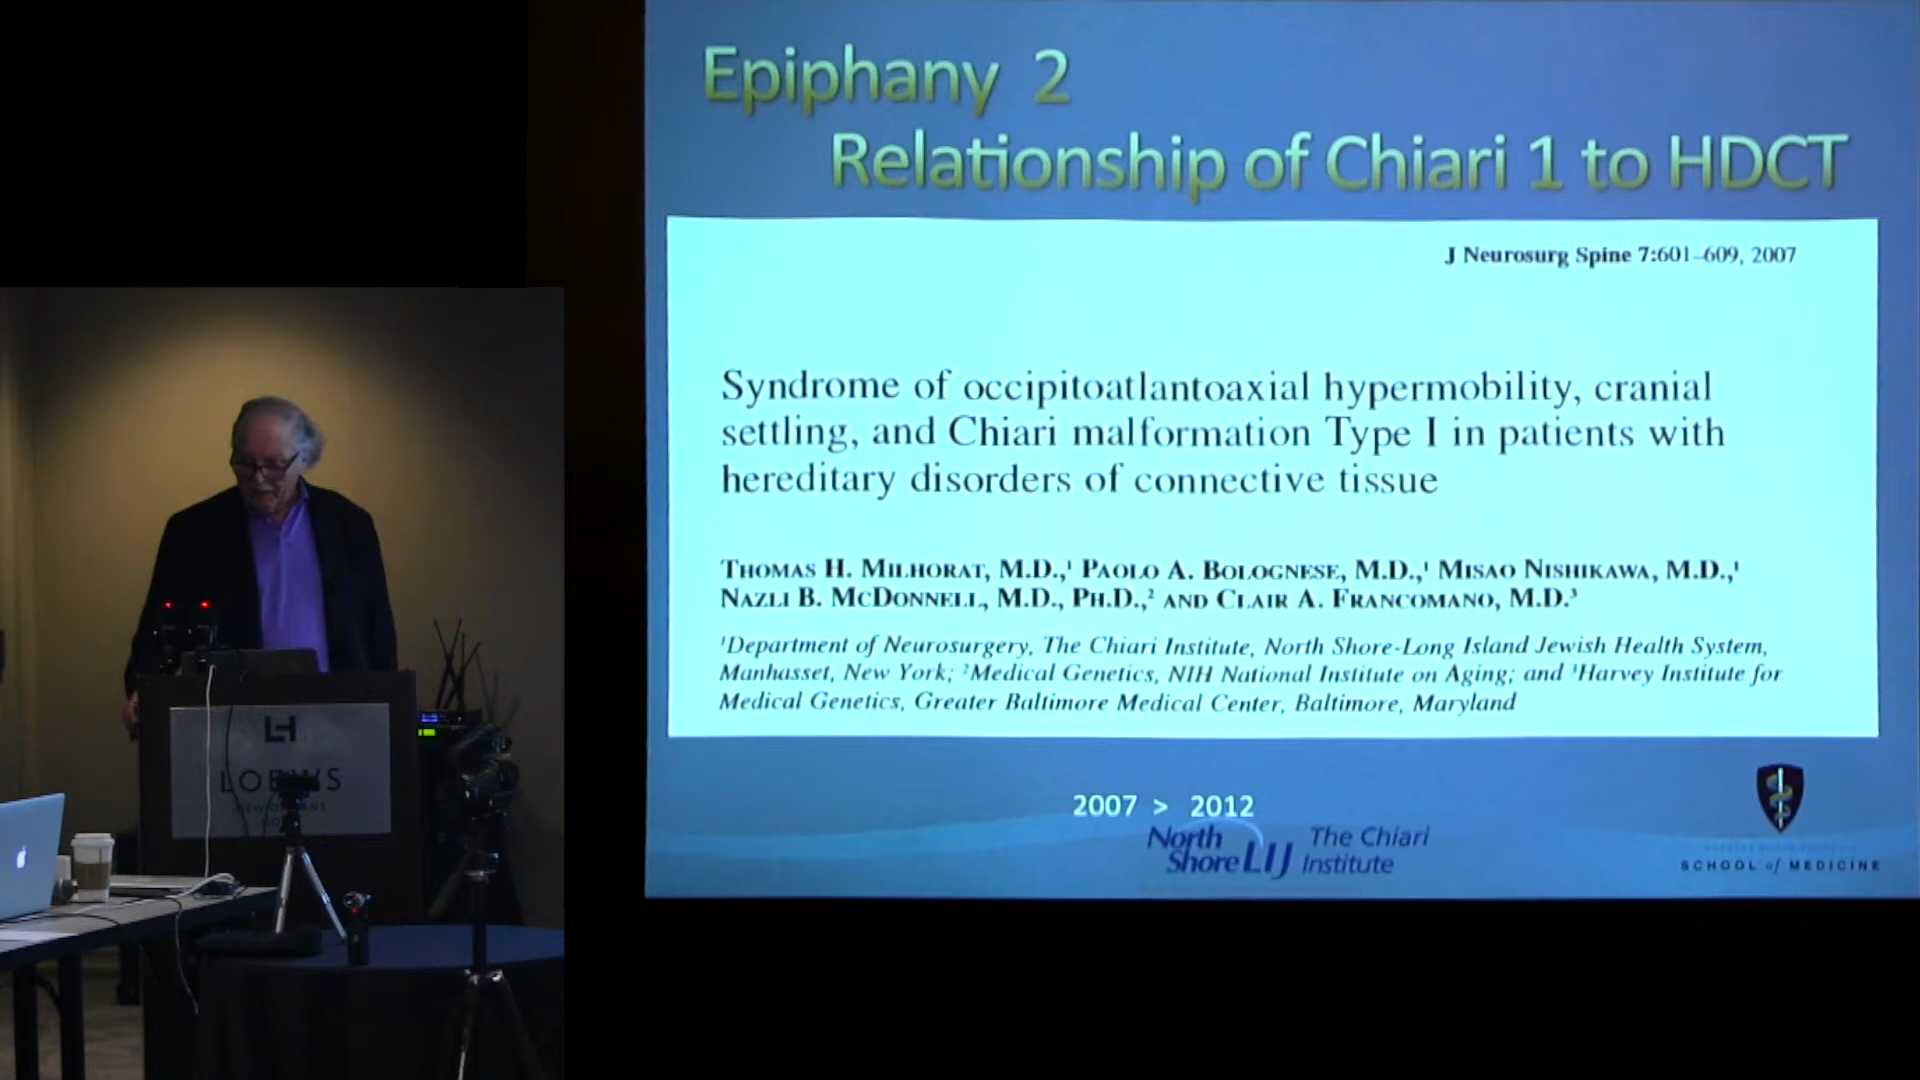 Epiphany 2
Relationship of Chiari 1 to HDCT
J Neurosurg Spine 7:601–609, 2007
Syndrome of occipitoatlantoaxial hypermobility, cranial
settling, and Chiari malformation Type I in patients with
hereditary disorders of connective tissue
THOMAS H. MILHORAT, M.D.,¹ PAOLO A. BOLOGNESE, M.D.,¹ MISAO NISHIKAWA, M.D.,¹
NAZLI B. MCDONNELL, M.D., PH.D.,² AND CLAIR A. FRANCOMANO, M.D.³
¹Department of Neurosurgery, The Chiari Institute, North Shore-Long Island Jewish Health System,
Manhasset, New York; ²Medical Genetics, NIH National Institute on Aging; and ³Harvey Institute for
Medical Genetics, Greater Baltimore Medical Center, Baltimore, Maryland
2007 > 2012
North
Shore LIJ
The Chiari
Institute
SCHOOL of MEDICINE
LH
LOEWS